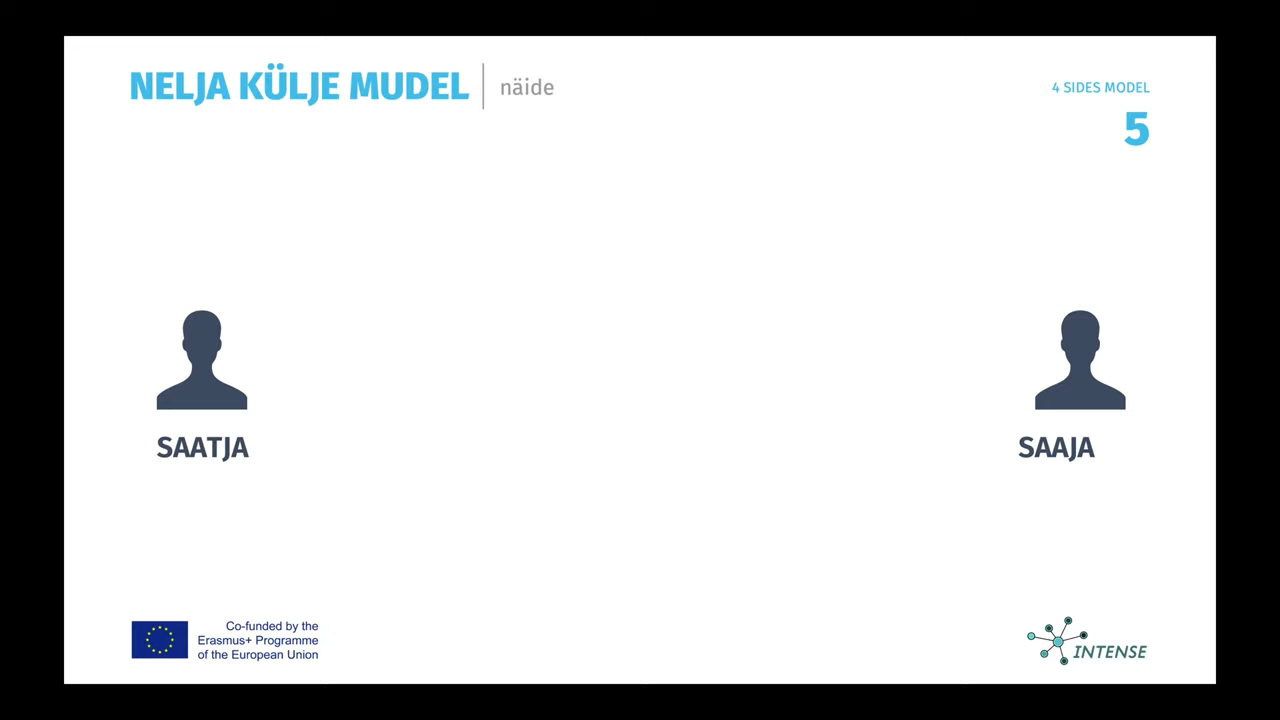 NELJA KÜLJE MUDEL
näide
4 SIDES MODEL
5
SAATJA
SAAJA
Co-funded by the
Erasmus+ Programme
of the European Union
INTENSE